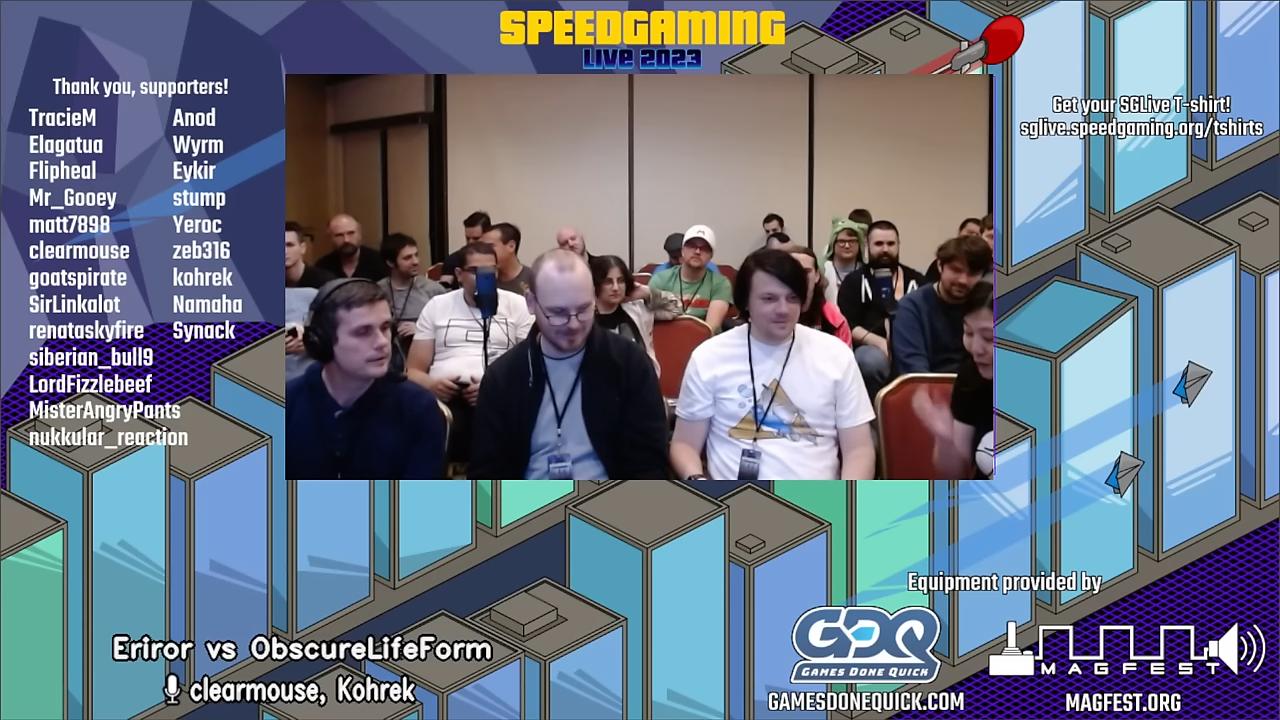 SPEEDGAMING
LIVE 2023
Thank you, supporters!
TracieM
Elagatua
Flipheal
Mr_Gooey
matt7898
clearmouse
goatspirate
SirLinkalot
renataskyfire
siberian_bull9
LordFizzlebeef
MisterAngryPants
nukkular_reaction
Anod
Wyrm
Eykir
stump
Yeroc
zeb316
kohrek
Namaha
Synack
Get your SGLive T-shirt!
sglive.speedgaming.org/tshirts
Eriror vs ObscureLifeForm
clearmouse, Kohrek
Equipment provided by
GDQ
GAMES DONE QUICK
GAMESDONEQUICK.COM
MAGFEST
MAGFEST.ORG